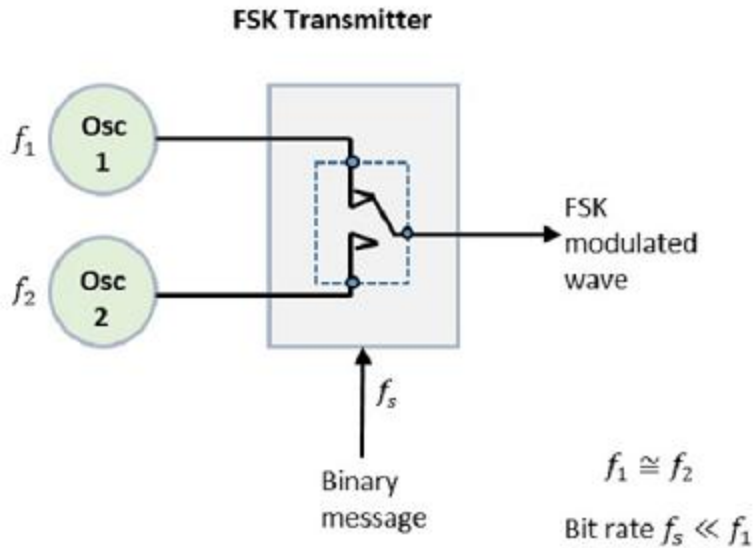 FSK Transmitter
f₁
Osc
1
FSK
modulated
wave
f₂
Osc
2
fₛ
Binary
message
f₁ ≅ f₂
Bit rate fₛ ≪ f₁